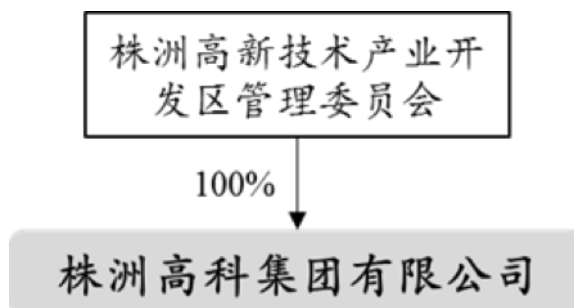 株洲高新技术产业开
发区管理委员会
100%
株洲高科集团有限公司